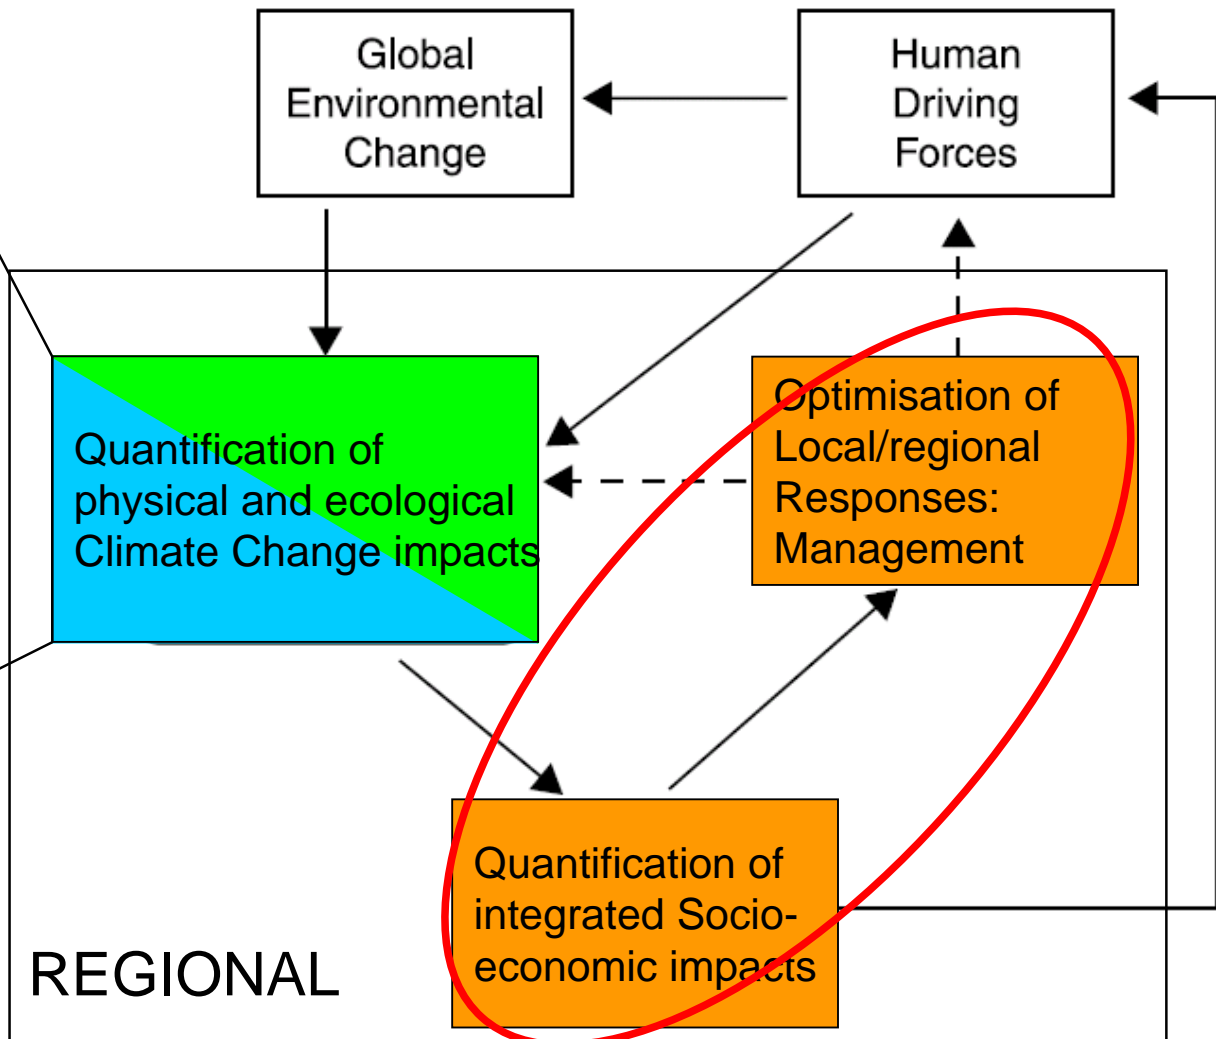 Global
Environmental
Change
Human
Driving
Forces
Quantification of
physical and ecological
Climate Change impacts
Optimisation of
Local/regional
Responses:
Management
Quantification of
integrated Socio-
economic impacts
REGIONAL